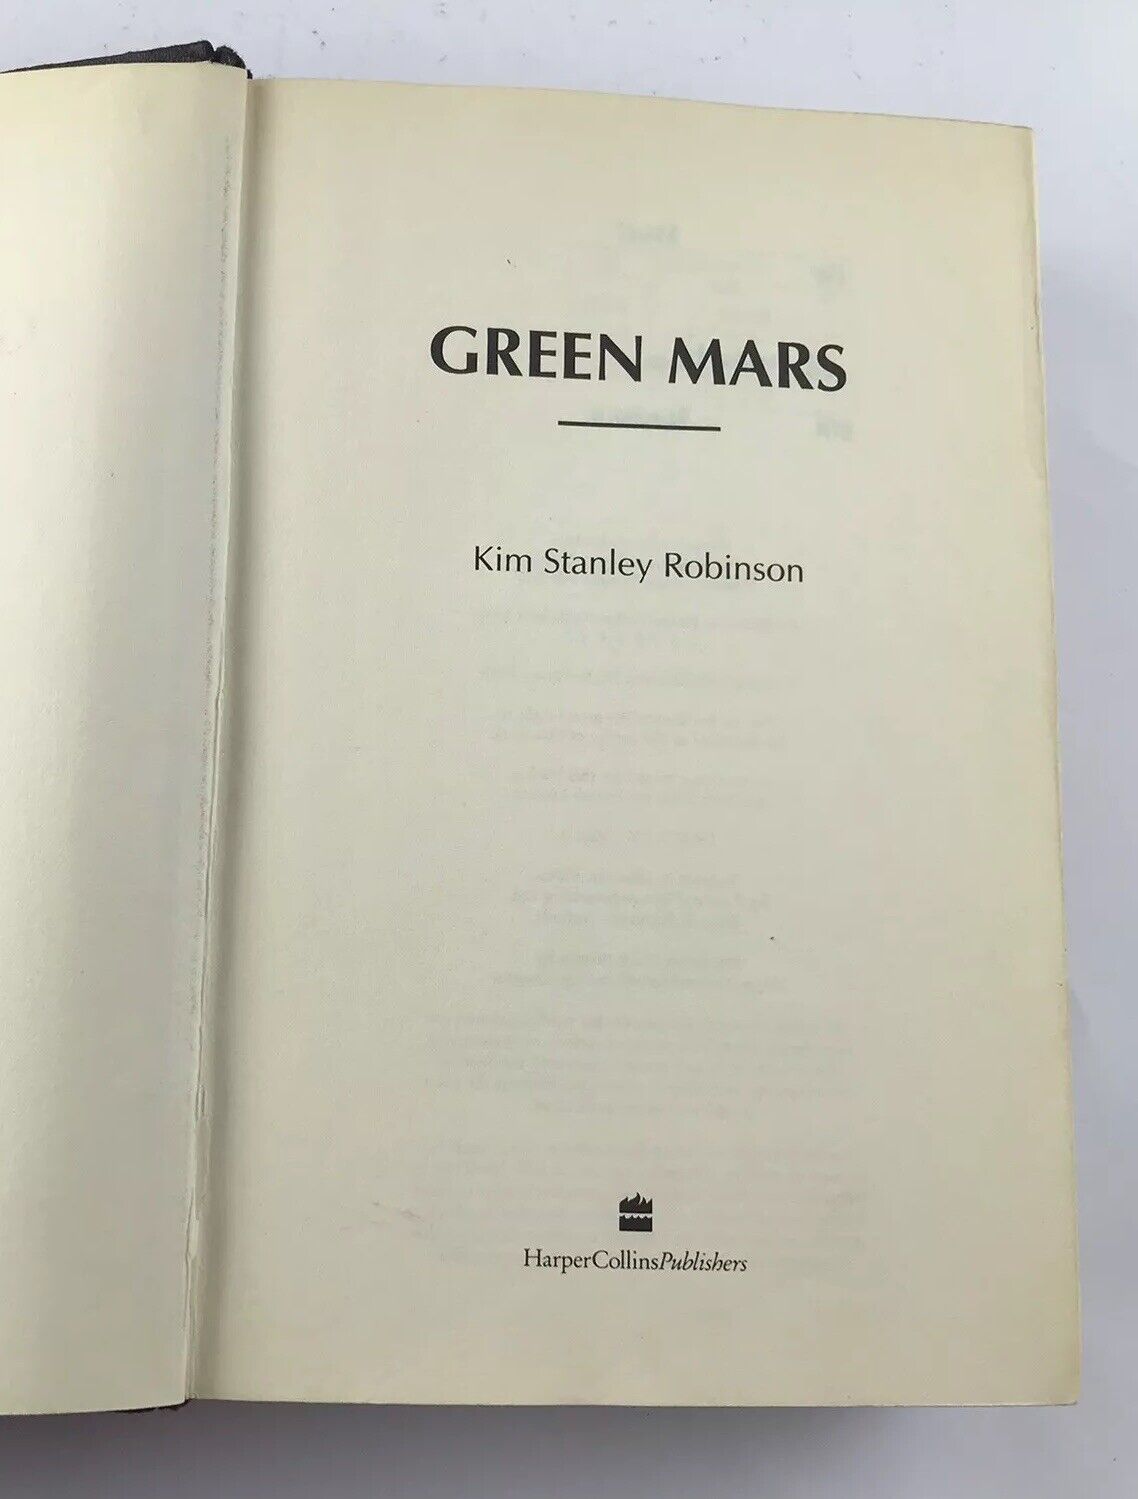 GREEN MARS
Kim Stanley Robinson
HarperCollinsPublishers